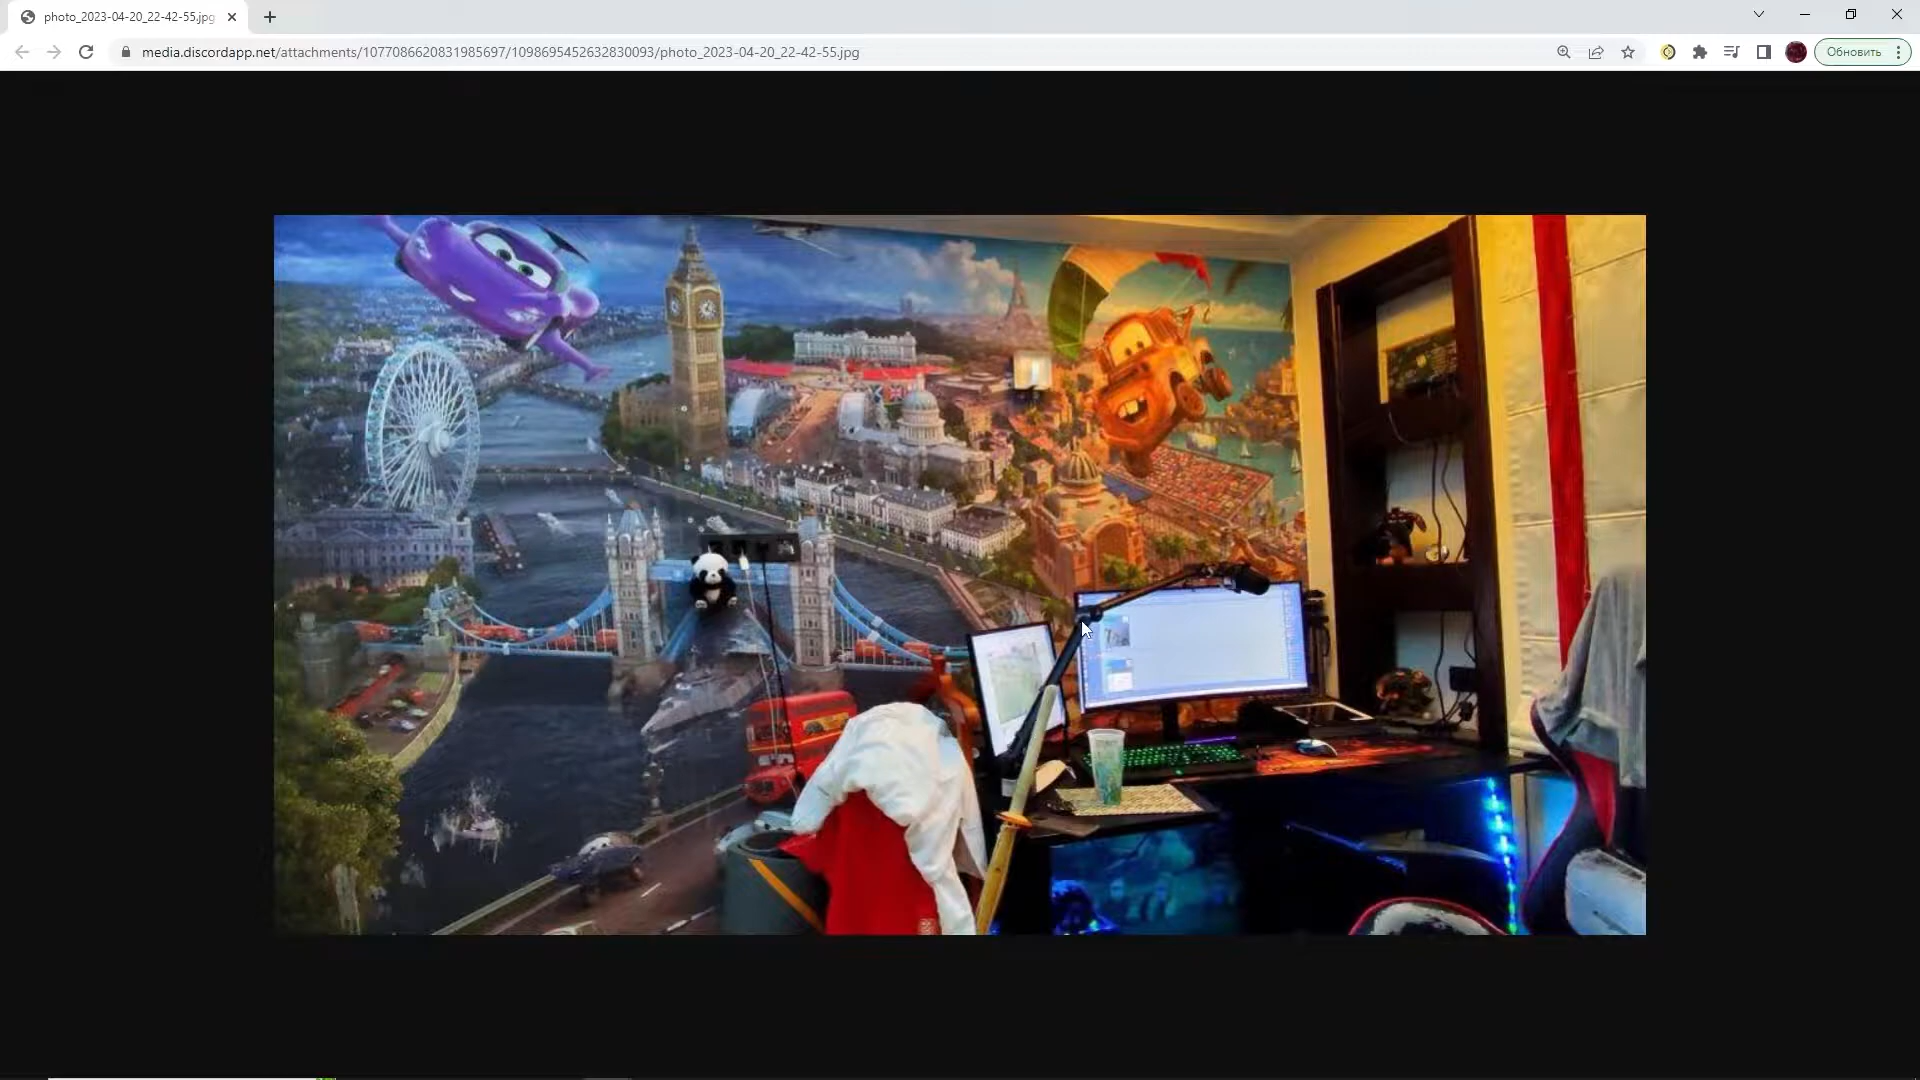 photo_2023-04-20_22-42-55.jpg
media.discordapp.net/attachments/1077086620831985697/1098695452632830093/photo_2023-04-20_22-42-55.jpg
Обновить